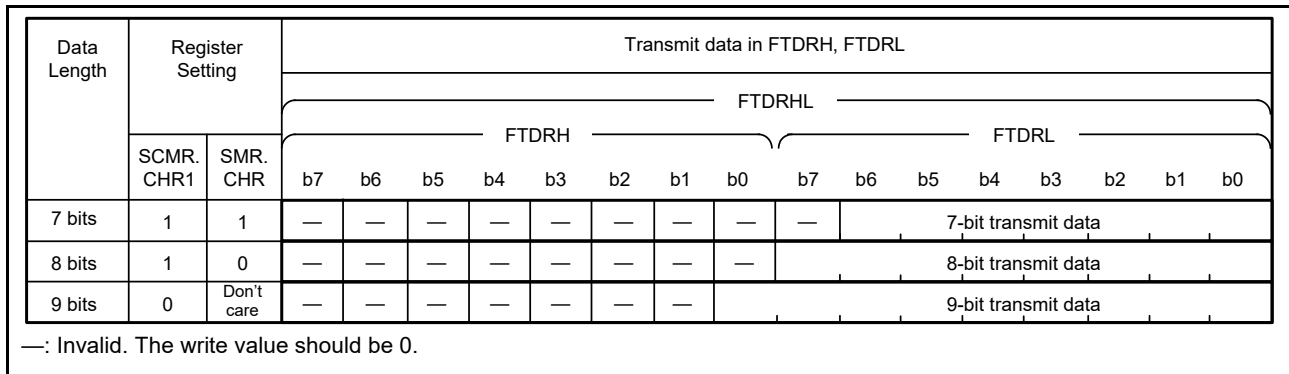 Data Length Register Setting Transmit data in FTDRH, FTDRL
FTDRHL
FTDRH FTDRL
SCMR. CHR1 SMR. CHR b7 b6 b5 b4 b3 b2 b1 b0 b7 b6 b5 b4 b3 b2 b1 b0
7 bits 1 1 — — — — — — — — — 7-bit transmit data
8 bits 1 0 — — — — — — — — 8-bit transmit data
9 bits 0 Don't care — — — — — — — 9-bit transmit data
—: Invalid. The write value should be 0.